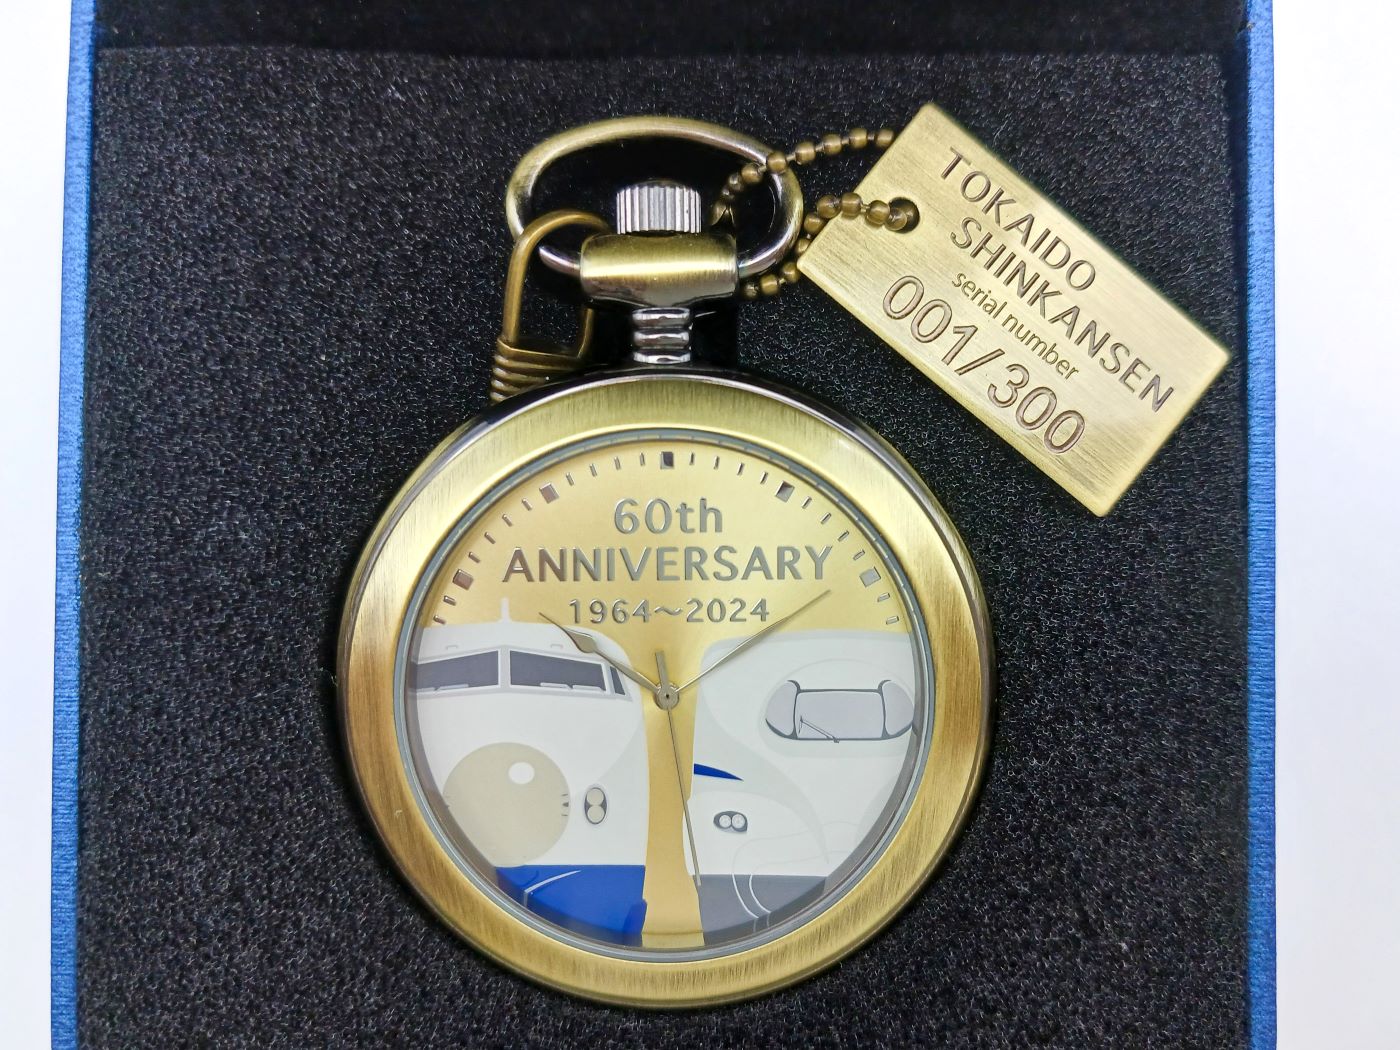 TOKAIDO
SHINKANSEN
serial number
001/300
60th
ANNIVERSARY
1964～2024